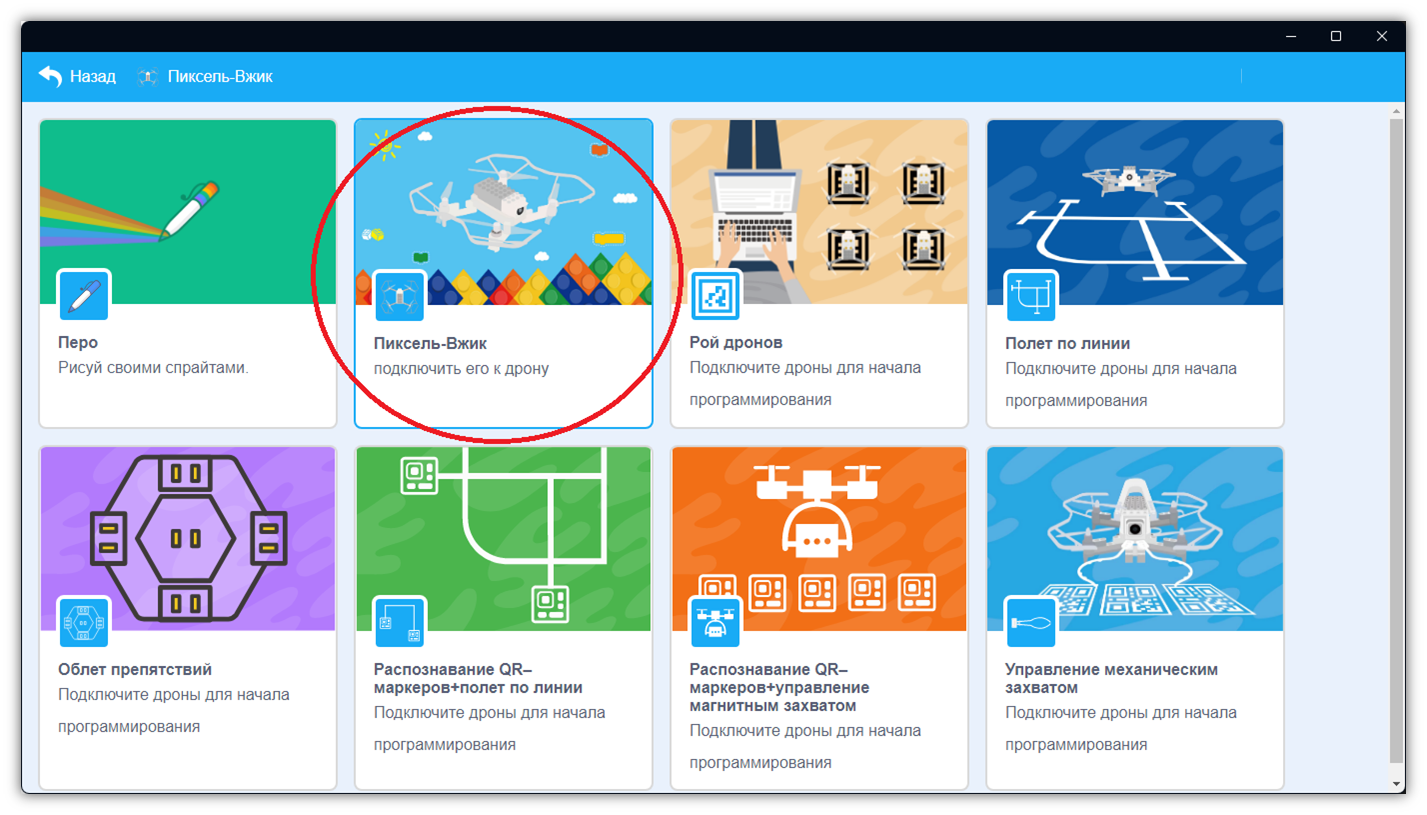 Назад Пиксель-Вжик
Перо
Рисуй своими спрайтами.
Пиксель-Вжик
подключить его к дрону
Рой дронов
Подключите дроны для начала
программирования
Полет по линии
Подключите дроны для начала
программирования
Облет препятствий
Подключите дроны для начала
программирования
Распознавание QR–
маркеров+полет по линии
Подключите дроны для начала
программирования
Распознавание QR–
маркеров+управление
магнитным захватом
Подключите дроны для начала
программирования
Управление механическим
захватом
Подключите дроны для начала
программирования